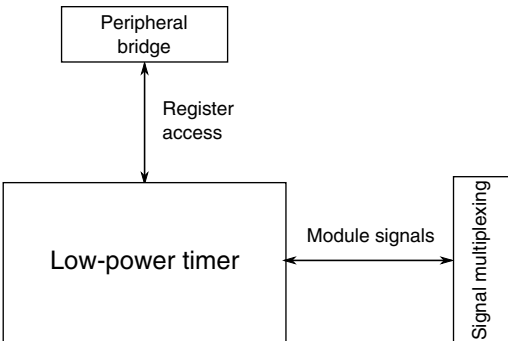 Peripheral
bridge
Register
access
Low-power timer
Module signals
Signal multiplexing